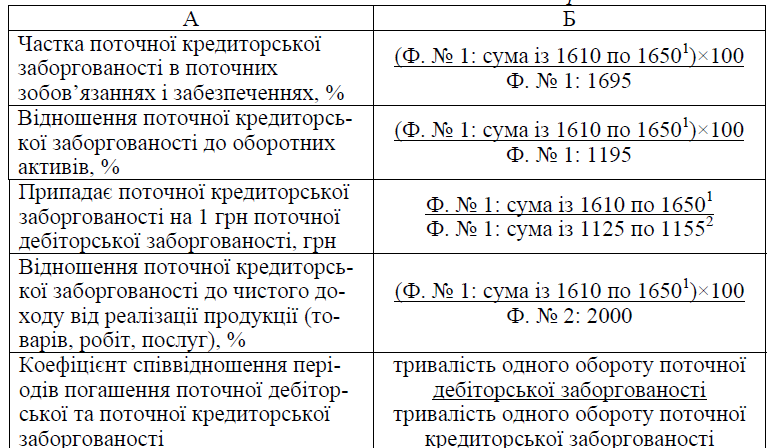 А Б
Частка поточної кредиторської
заборгованості в поточних
зобов’язаннях і забезпеченнях, %
(Ф. № 1: сума із 1610 по 1650¹)×100
Ф. № 1: 1695
Відношення поточної кредиторсь-
кої заборгованості до оборотних
активів, %
(Ф. № 1: сума із 1610 по 1650¹)×100
Ф. № 1: 1195
Припадає поточної кредиторської
заборгованості на 1 грн поточної
дебіторської заборгованості, грн
Ф. № 1: сума із 1610 по 1650¹
Ф. № 1: сума із 1125 по 1155²
Відношення поточної кредиторсь-
кої заборгованості до чистого до-
ходу від реалізації продукції (то-
варів, робіт, послуг), %
(Ф. № 1: сума із 1610 по 1650¹)×100
Ф. № 2: 2000
Коефіцієнт співвідношення пері-
одів погашення поточної дебітор-
ської та поточної кредиторської
заборгованості
тривалість одного обороту поточної
дебіторської заборгованості
тривалість одного обороту поточної
кредиторської заборгованості